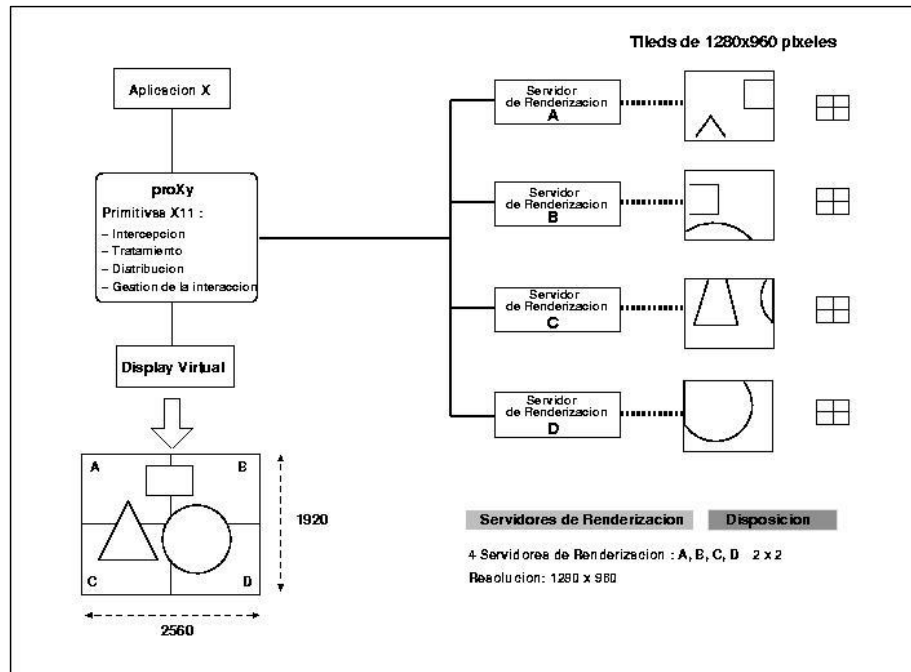 Tileds de 1280x960 pixeles
Aplicacion X
proXy
Primitivas X11 :
– Intercepcion
– Tratamiento
– Distribucion
– Gestion de la interaccion
Display Virtual
A
B
C
D
1920
2560
Servidor
de Renderizacion
A
Servidor
de Renderizacion
B
Servidor
de Renderizacion
C
Servidor
de Renderizacion
D
Servidores de Renderizacion
Disposicion
4 Servidores de Renderizacion : A, B, C, D 2 x 2
Resolucion: 1280 x 960